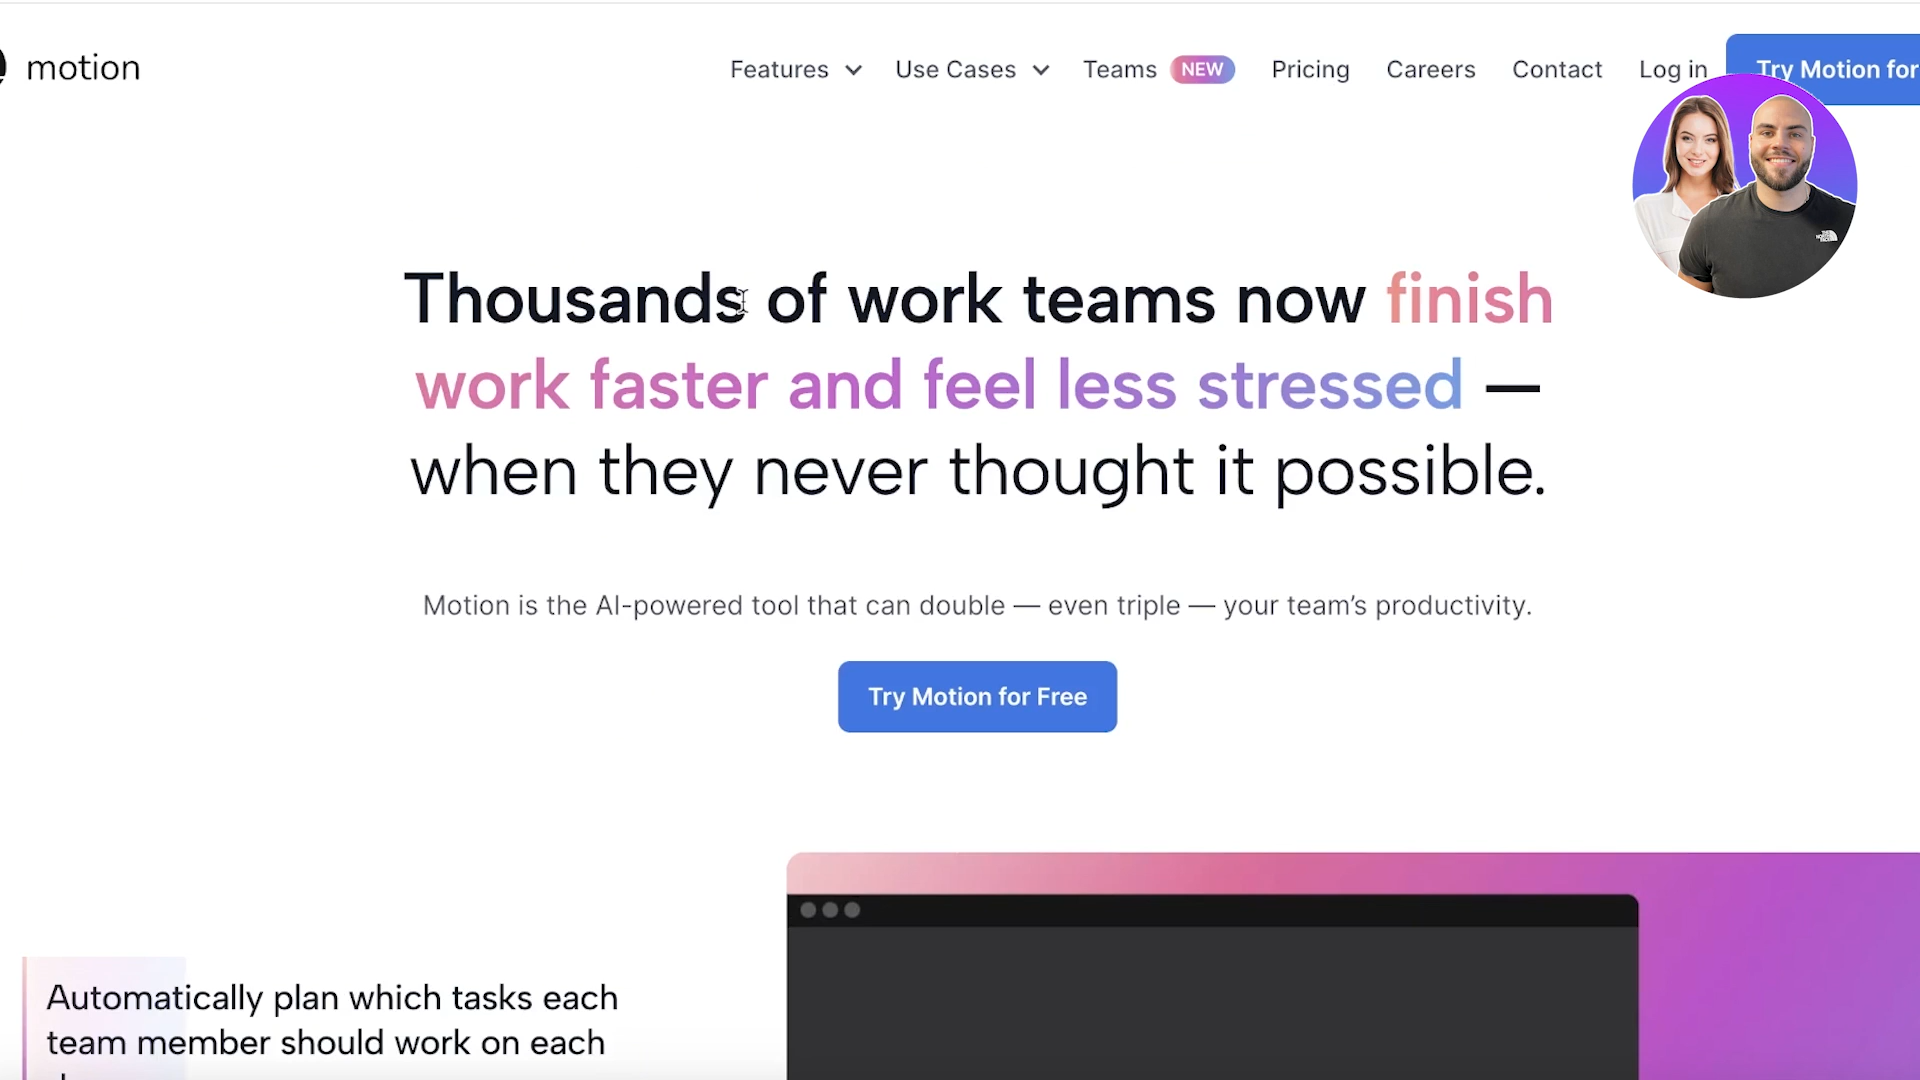 motion
Features
Use Cases
Teams NEW
Pricing
Careers
Contact
Log in
Try Motion for
THE NORTH FACE
Thousands of work teams now finish
work faster and feel less stressed —
when they never thought it possible.
Motion is the AI-powered tool that can double — even triple — your team's productivity.
Try Motion for Free
Automatically plan which tasks each
team member should work on each